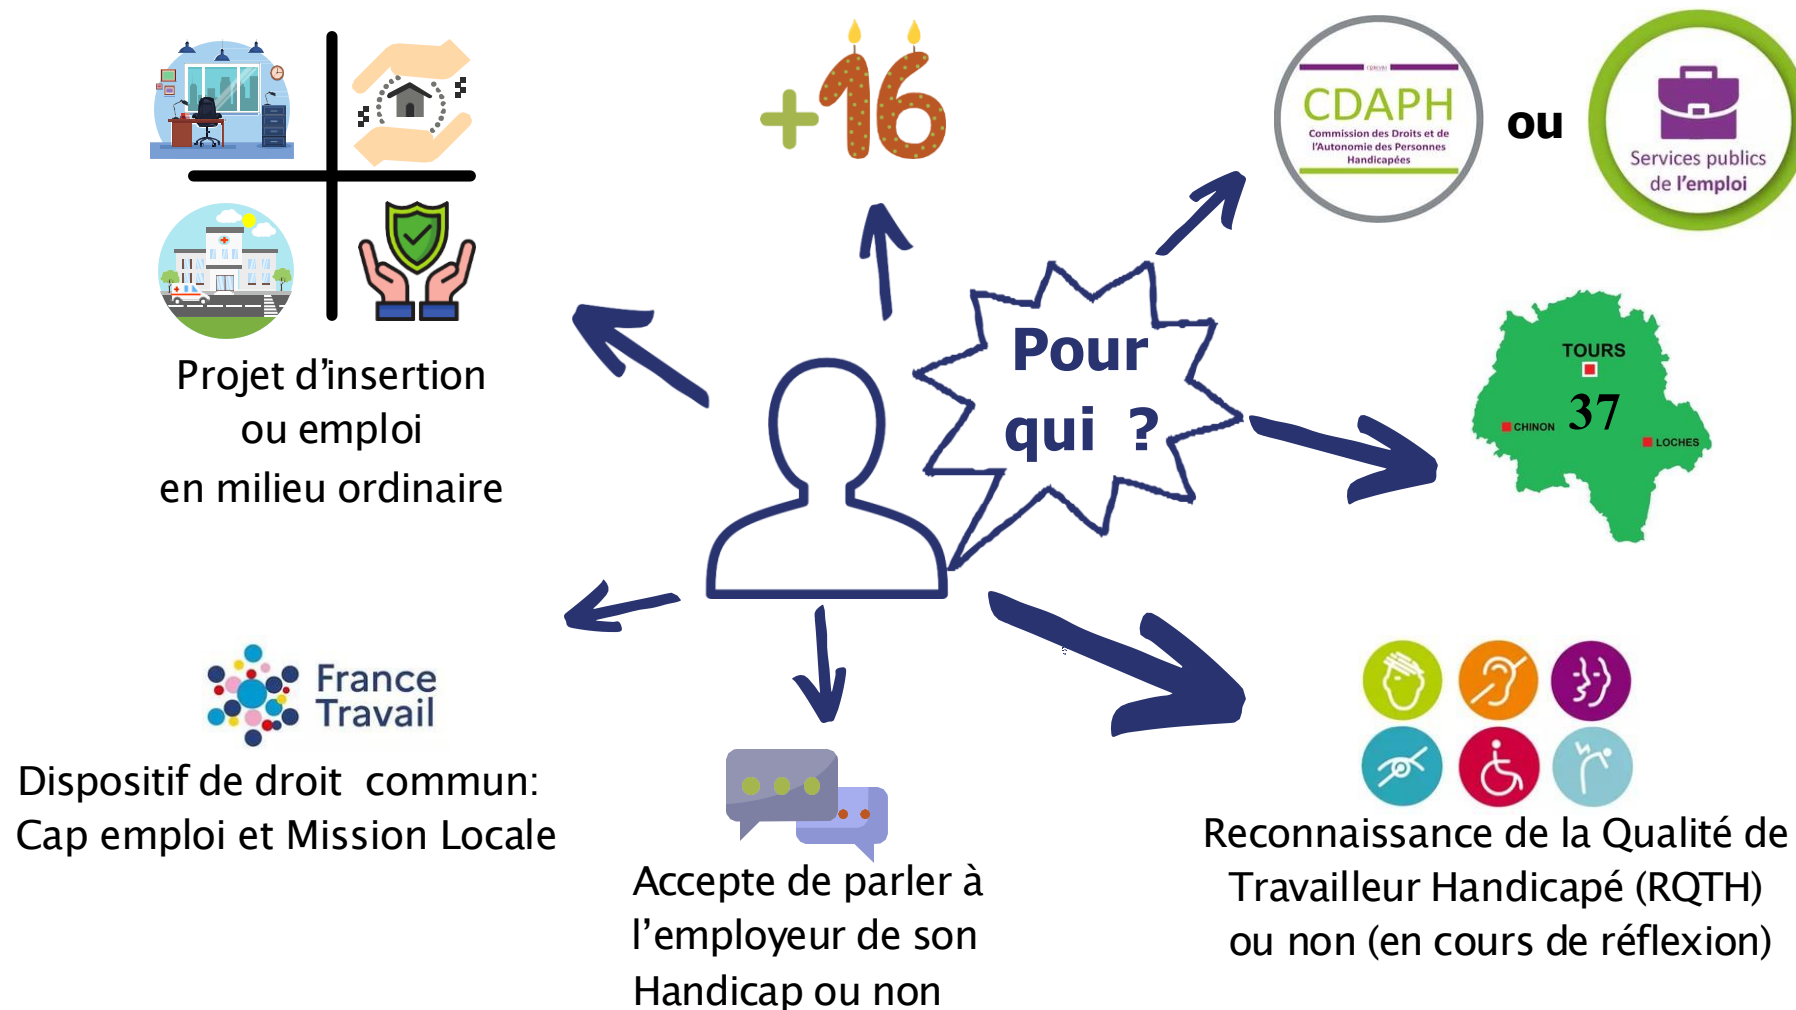 +16
CDAPH
Commission des Droits et de
l'Autonomie des Personnes
Handicapées
ou
Services publics
de l'emploi
Pour
qui ?
TOURS
37
CHINON
LOCHES
Projet d'insertion
ou emploi
en milieu ordinaire
France
Travail
Dispositif de droit commun:
Cap emploi et Mission Locale
Accepte de parler à
l'employeur de son
Handicap ou non
Reconnaissance de la Qualité de
Travailleur Handicapé (RQTH)
ou non (en cours de réflexion)